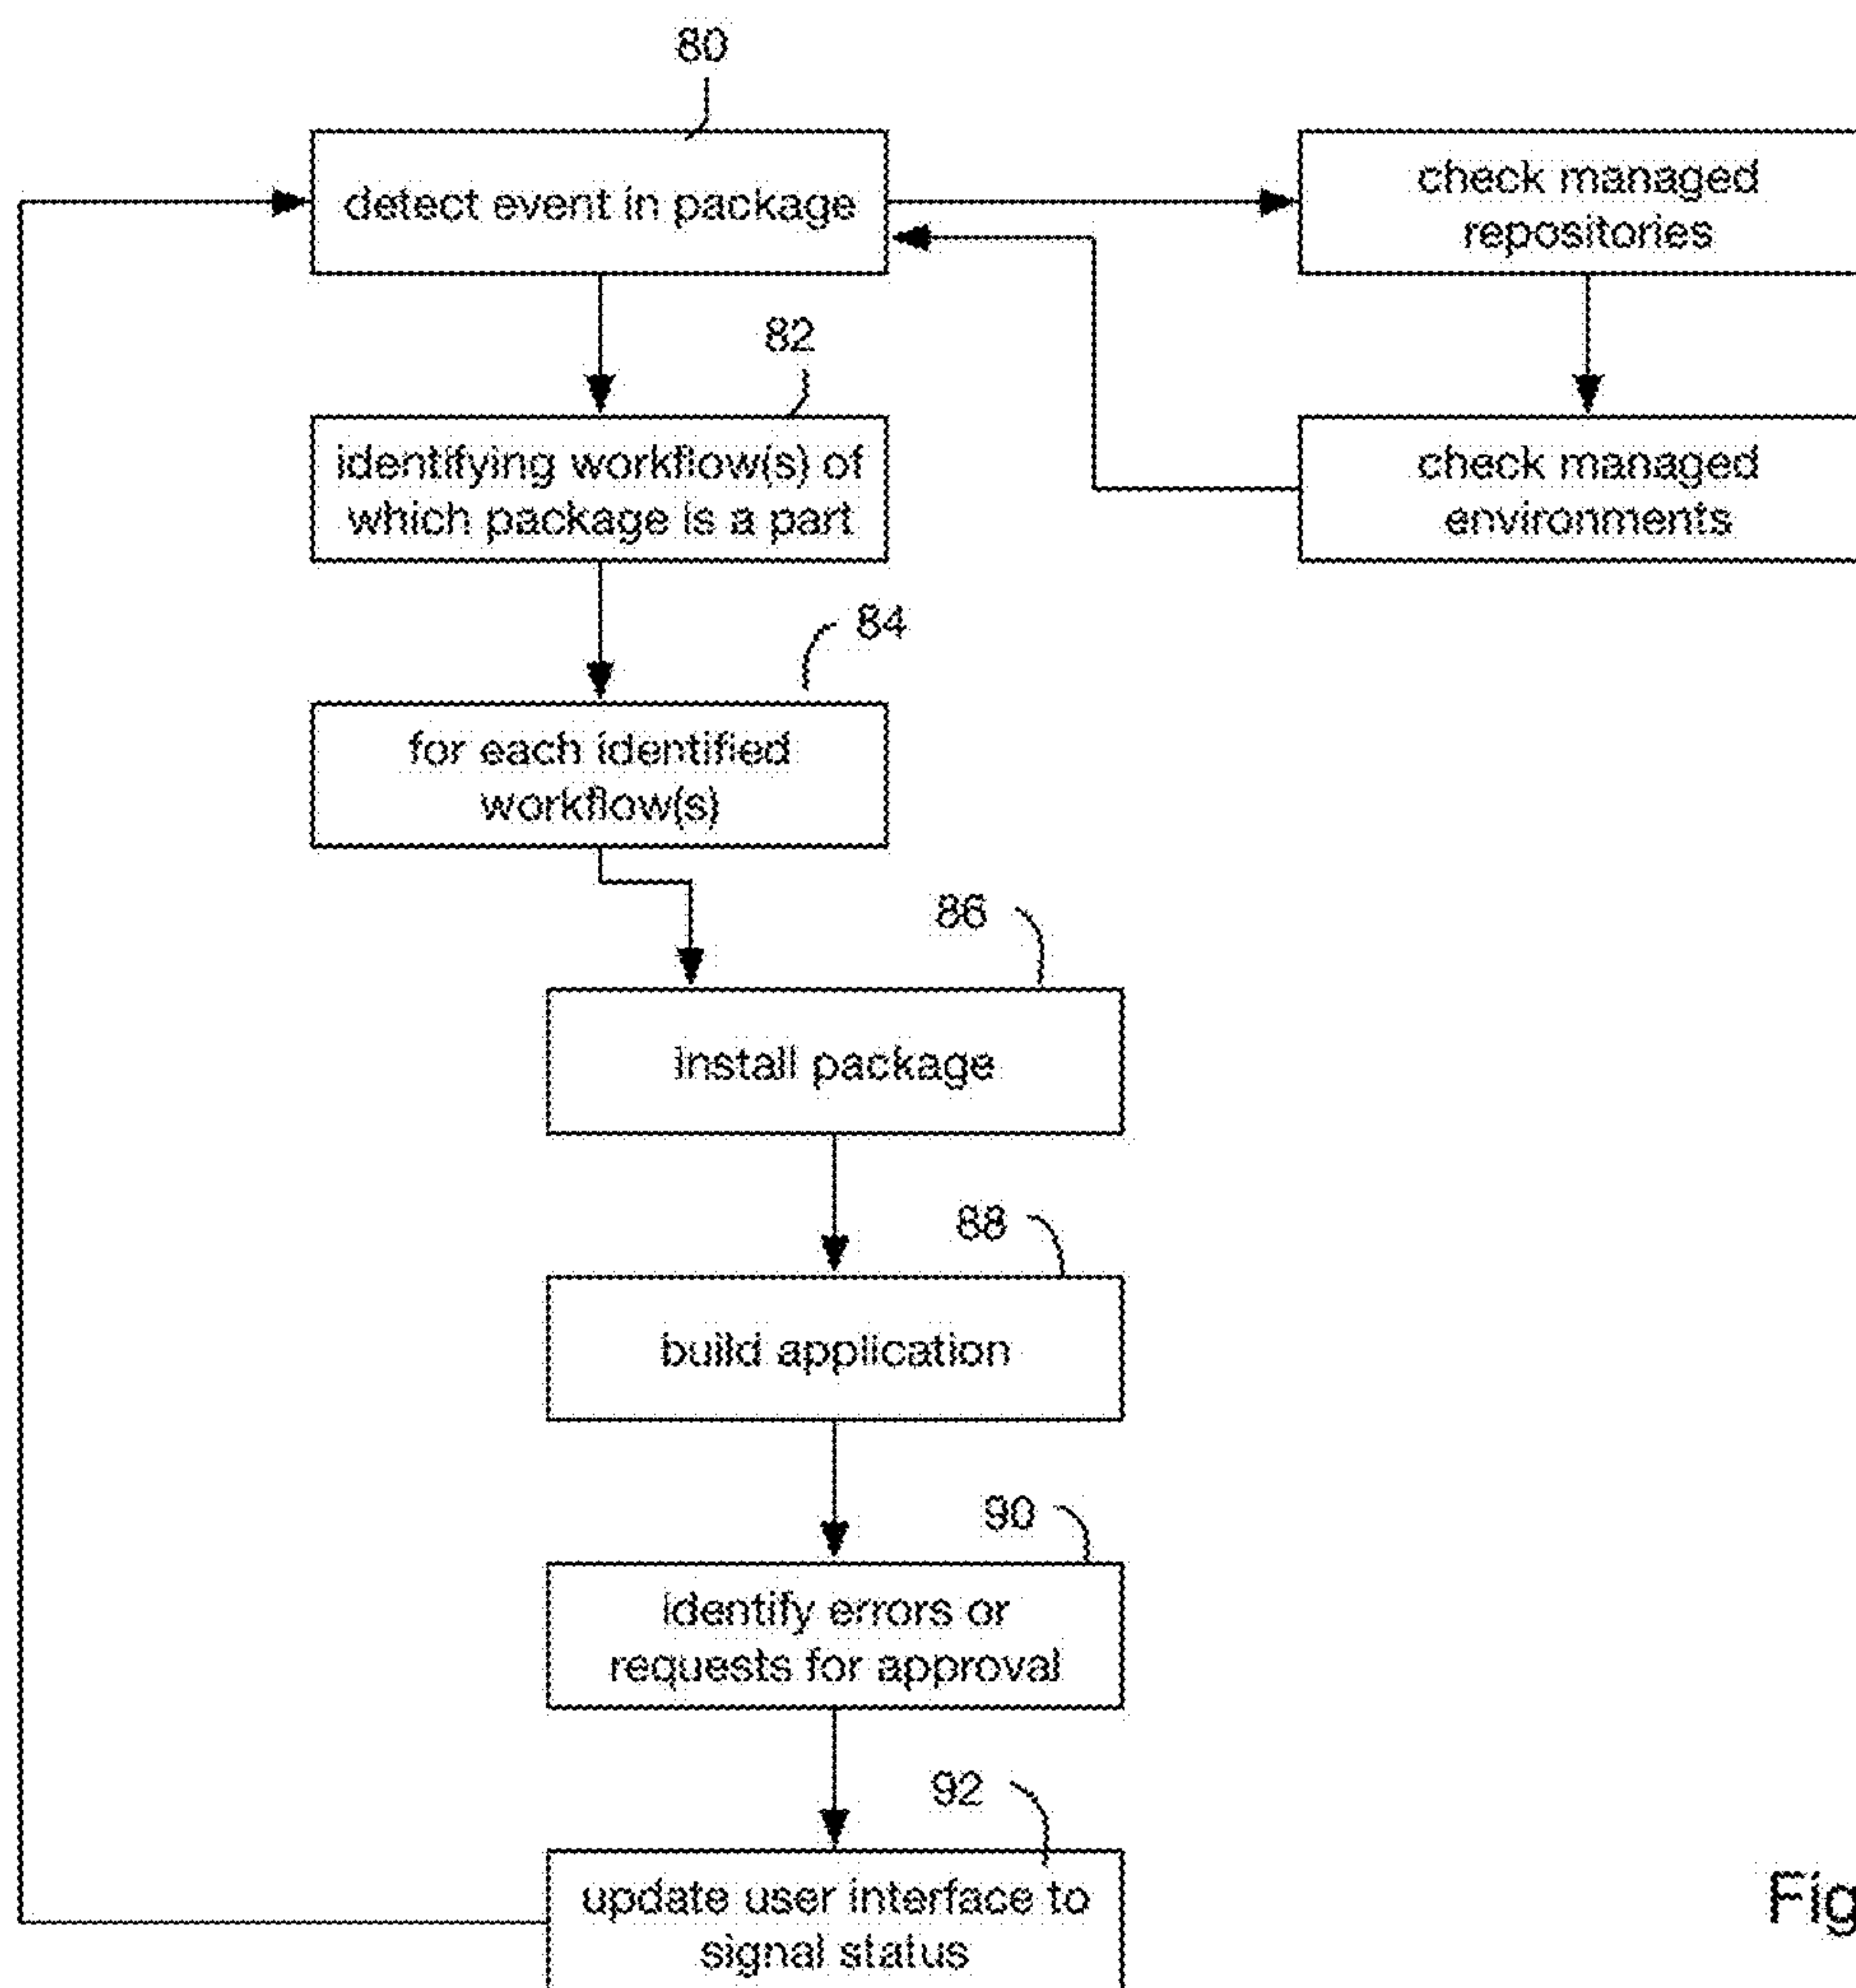 80
detect event in package
check managed
repositories
82
identifying workflow(s) of
which package is a part
check managed
environments
84
for each identified
workflow(s)
86
install package
88
build application
90
identify errors or
requests for approval
92
update user interface to
signal status
Fig